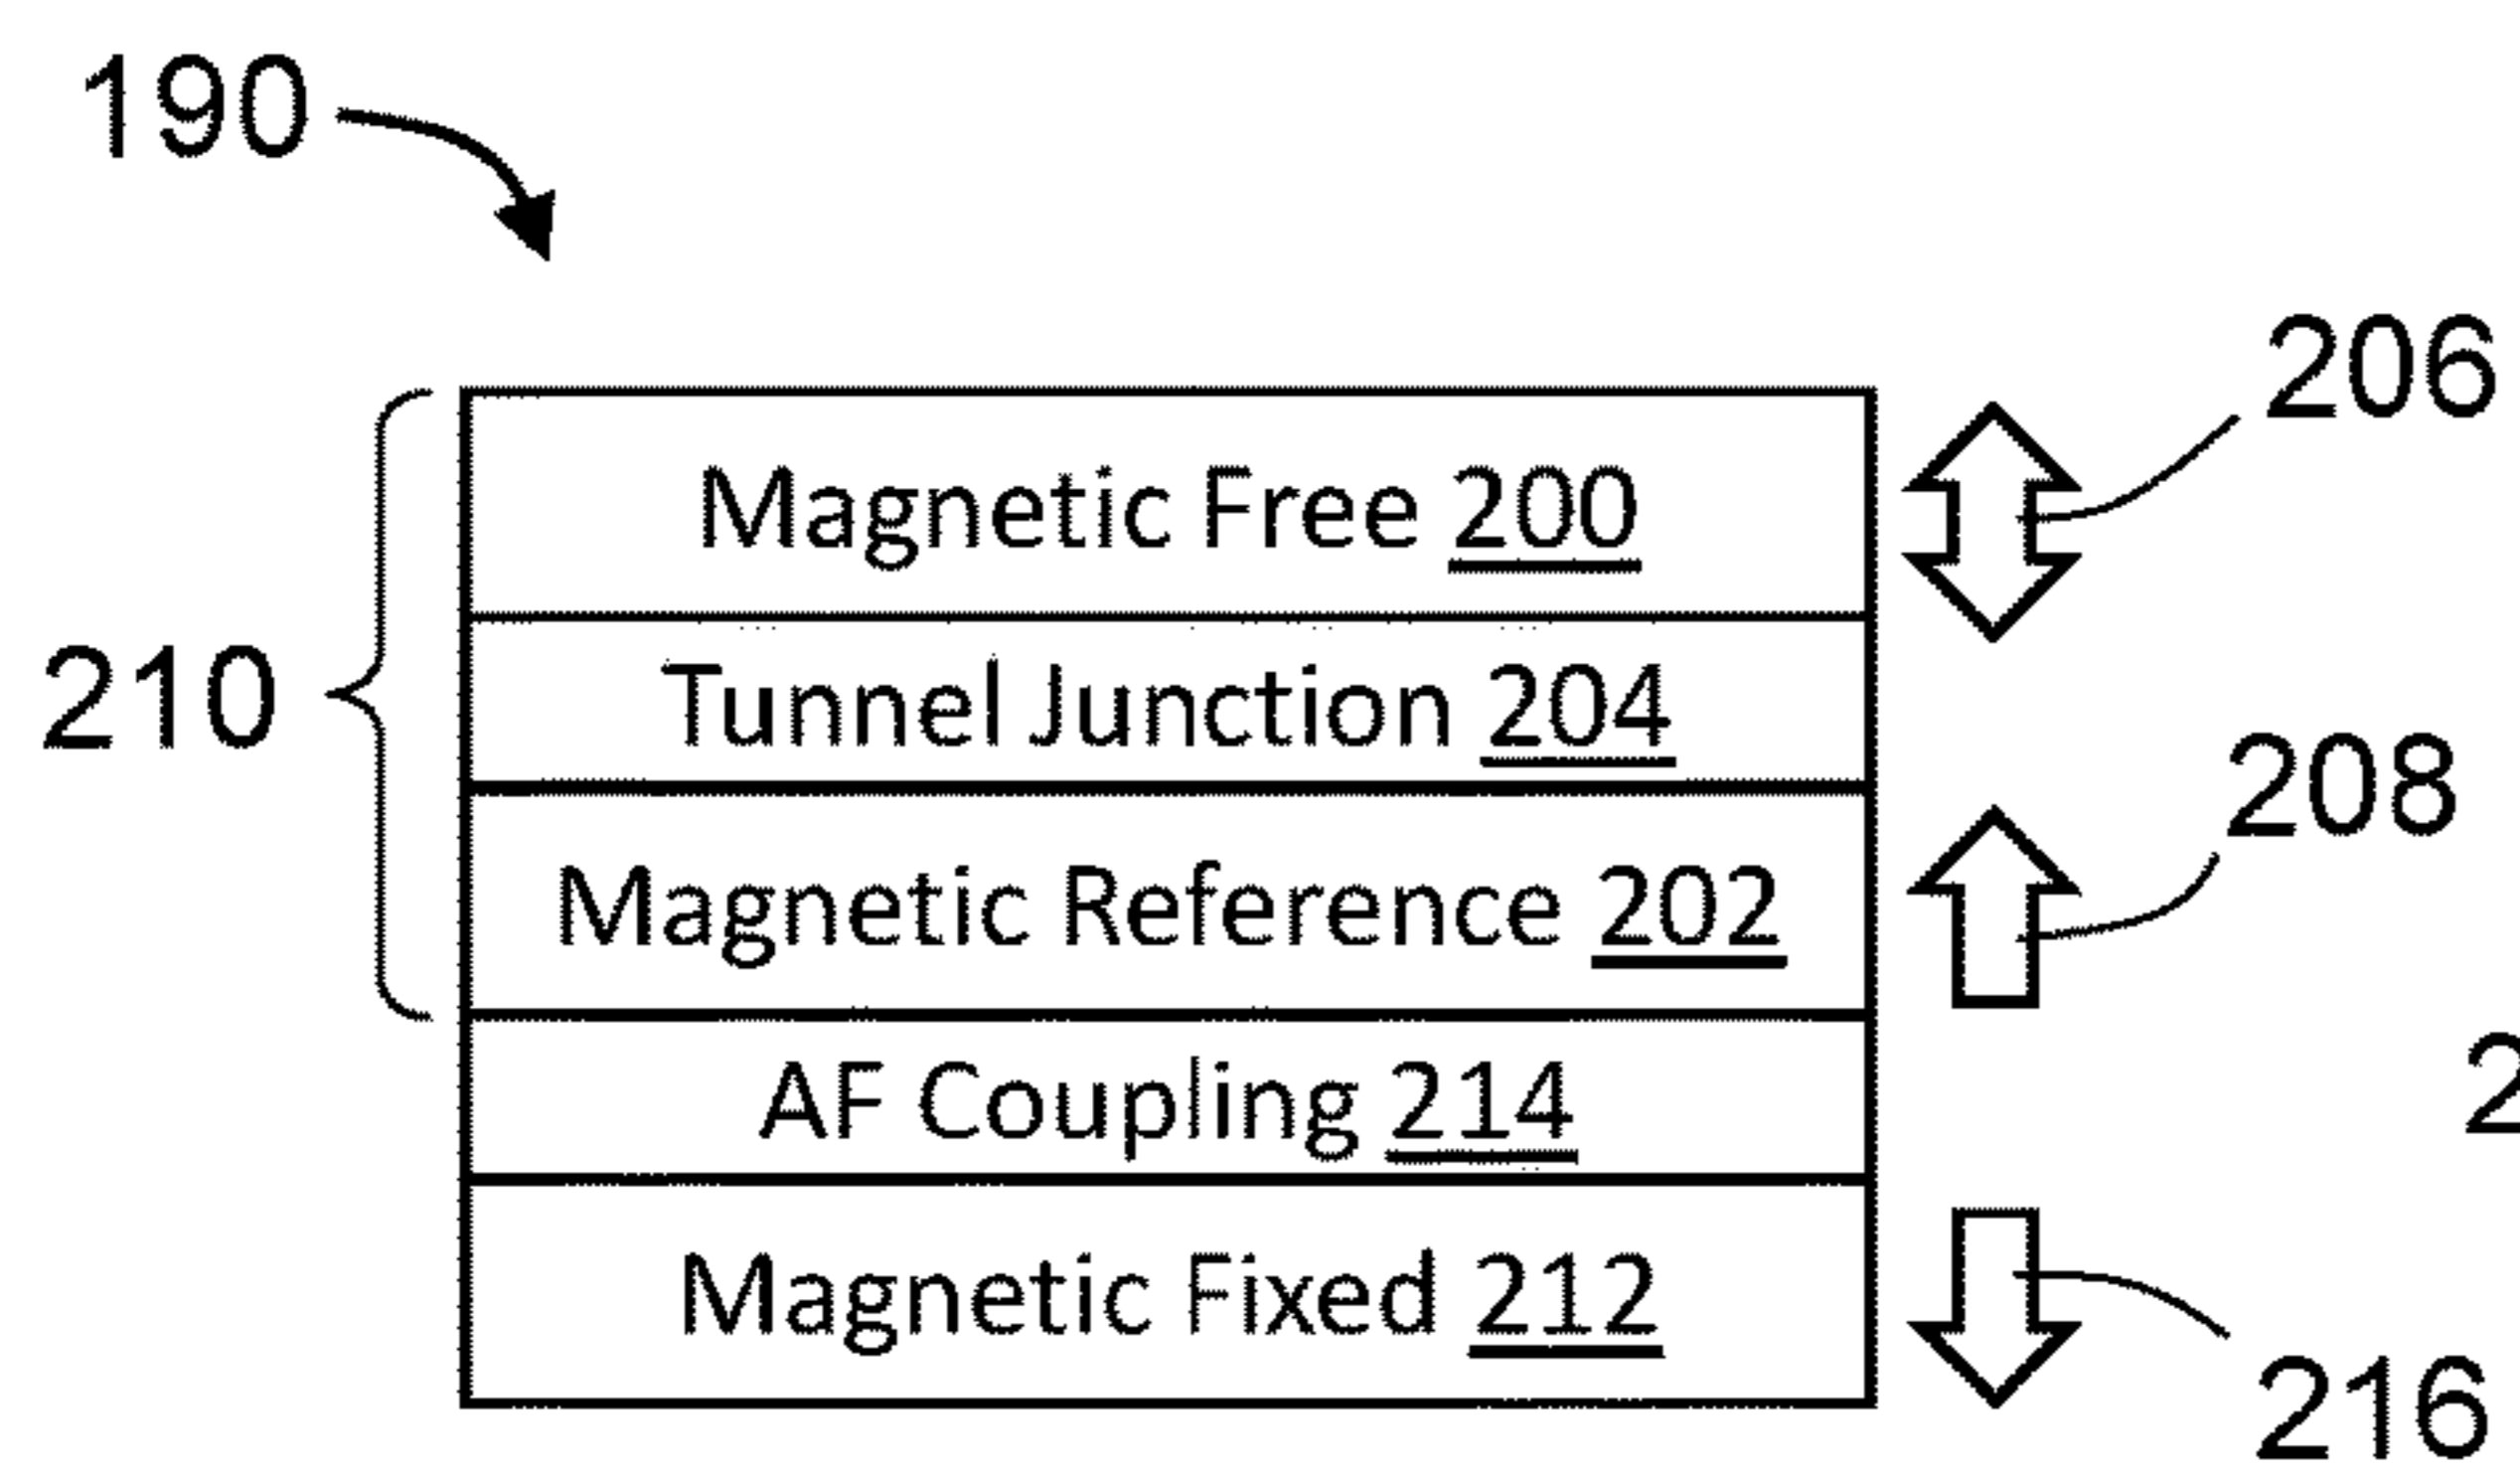 190
206
Magnetic Free 200
210
Tunnel Junction 204
208
Magnetic Reference 202
AF Coupling 214
2
Magnetic Fixed 212
216